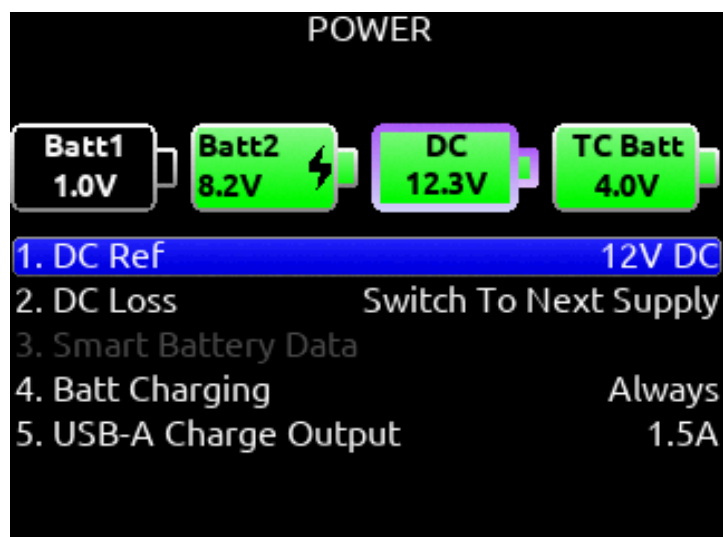 POWER
Batt1 Batt2 DC TC Batt
1.0V 8.2V 12.3V 4.0V
1. DC Ref 12V DC
2. DC Loss Switch To Next Supply
3. Smart Battery Data
4. Batt Charging Always
5. USB-A Charge Output 1.5A